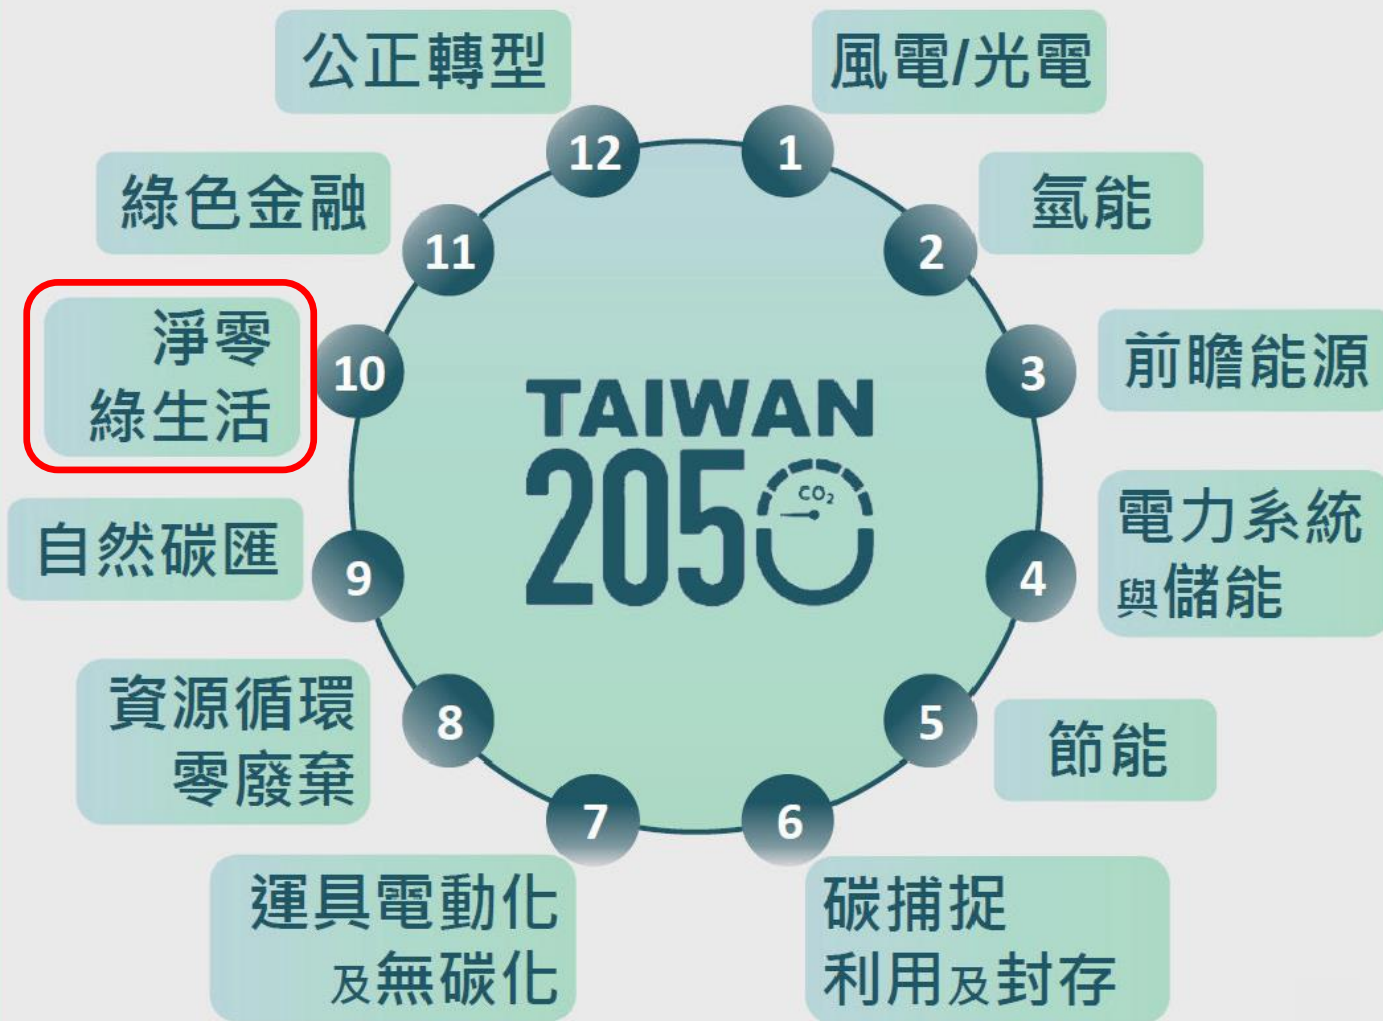 公正轉型
12
風電/光電
1
綠色金融
11
氫能
2
淨零
綠生活
10
前瞻能源
3
TAIWAN
2050
CO₂
自然碳匯
9
電力系統
與儲能
4
資源循環
零廢棄
8
節能
5
運具電動化
及無碳化
7
碳捕捉
利用及封存
6